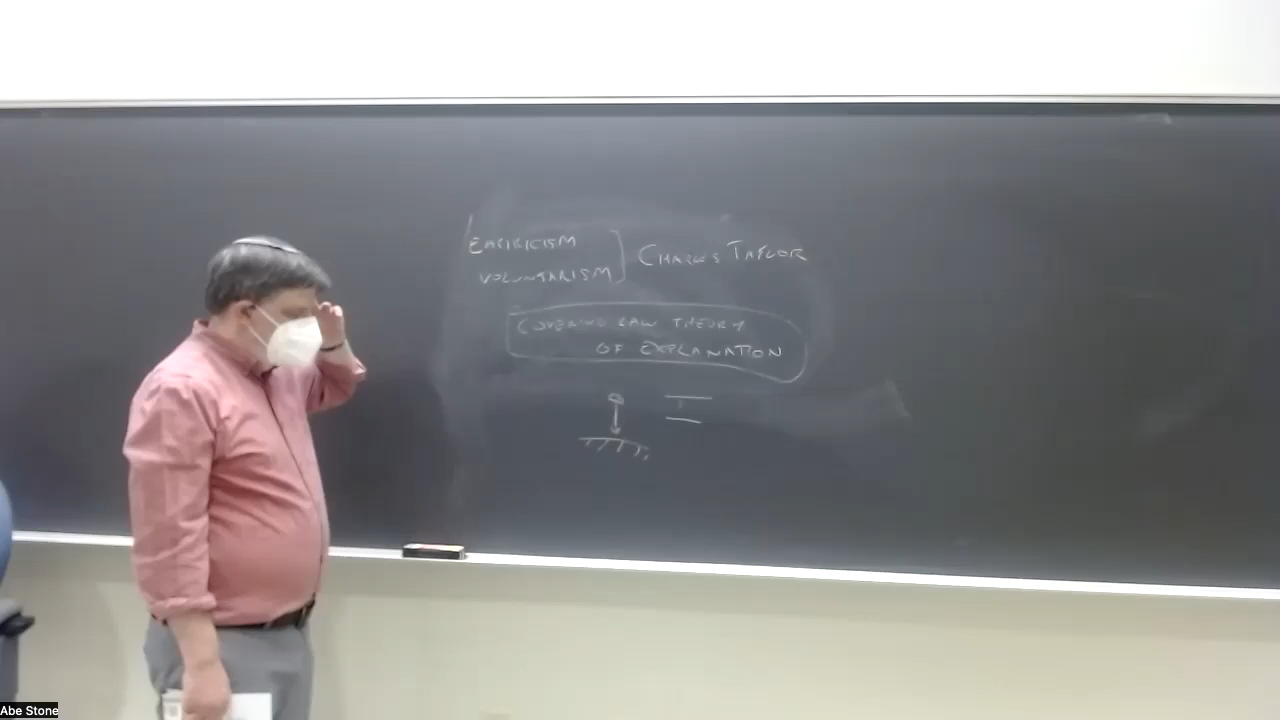 EMPIRICISM
VOLUNTARISM
CHARLES TAYLOR
COVERING LAW THEORY
OF EXPLANATION
Abe Stone